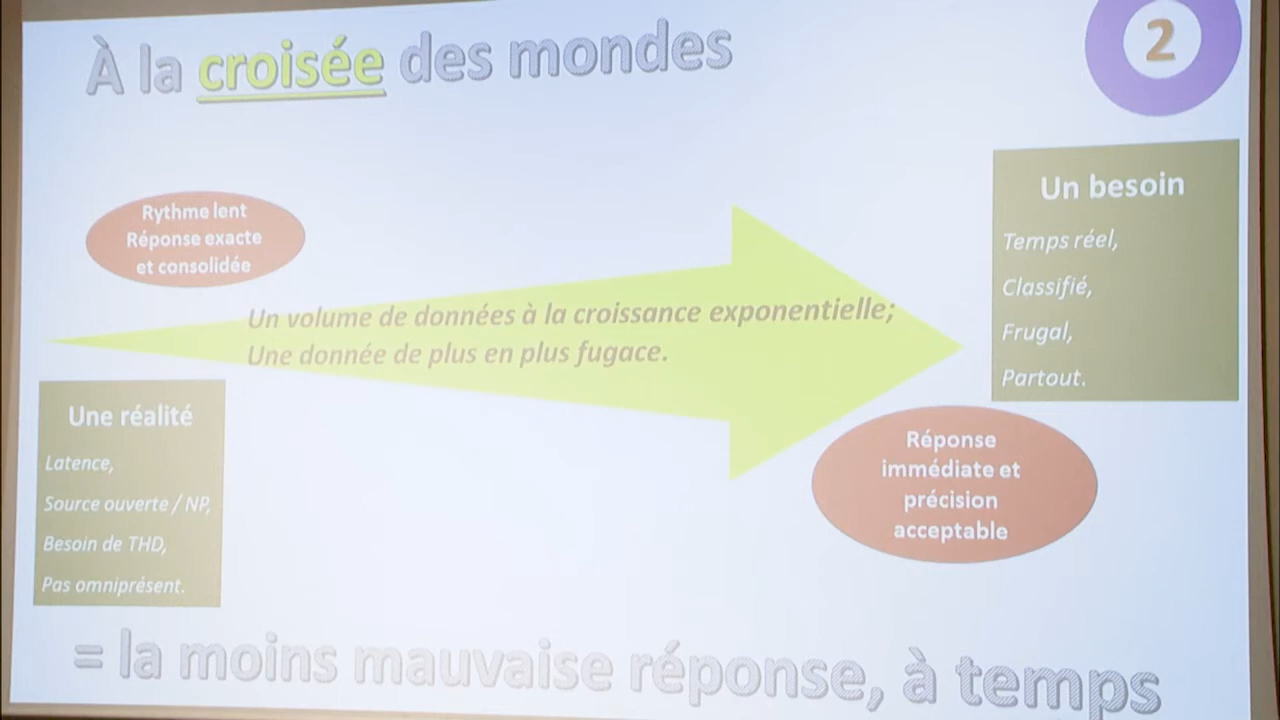 À la croisée des mondes
2
Rythme lent
Réponse exacte
et consolidée
Un volume de données à la croissance exponentielle;
Une donnée de plus en plus fugace.
Une réalité
Latence,
Source ouverte / NP,
Besoin de THD,
Pas omniprésent.
Un besoin
Temps réel,
Classifié,
Frugal,
Partout.
Réponse
immédiate et
précision
acceptable
= la moins mauvaise réponse, à temps